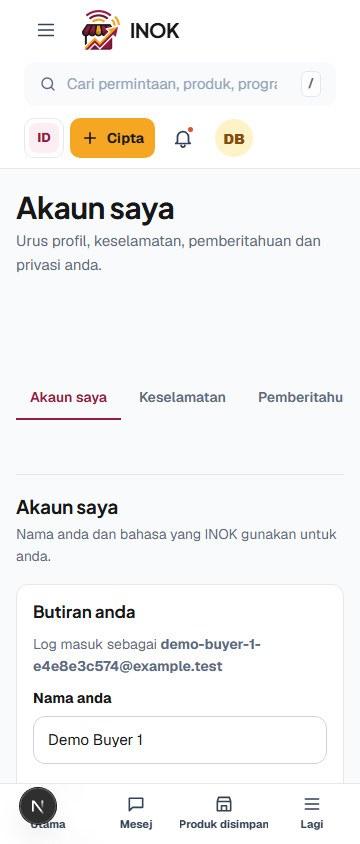 INOK
Cari permintaan, produk, progra
/
ID
+ Cipta
DB
Akaun saya
Urus profil, keselamatan, pemberitahuan dan
privasi anda.
Akaun saya
Keselamatan
Pemberitahu
Akaun saya
Nama anda dan bahasa yang INOK gunakan untuk
anda.
Butiran anda
Log masuk sebagai demo-buyer-1-
e4e8e3c574@example.test
Nama anda
Demo Buyer 1
N
Utama
Mesej
Produk disimpan
Lagi